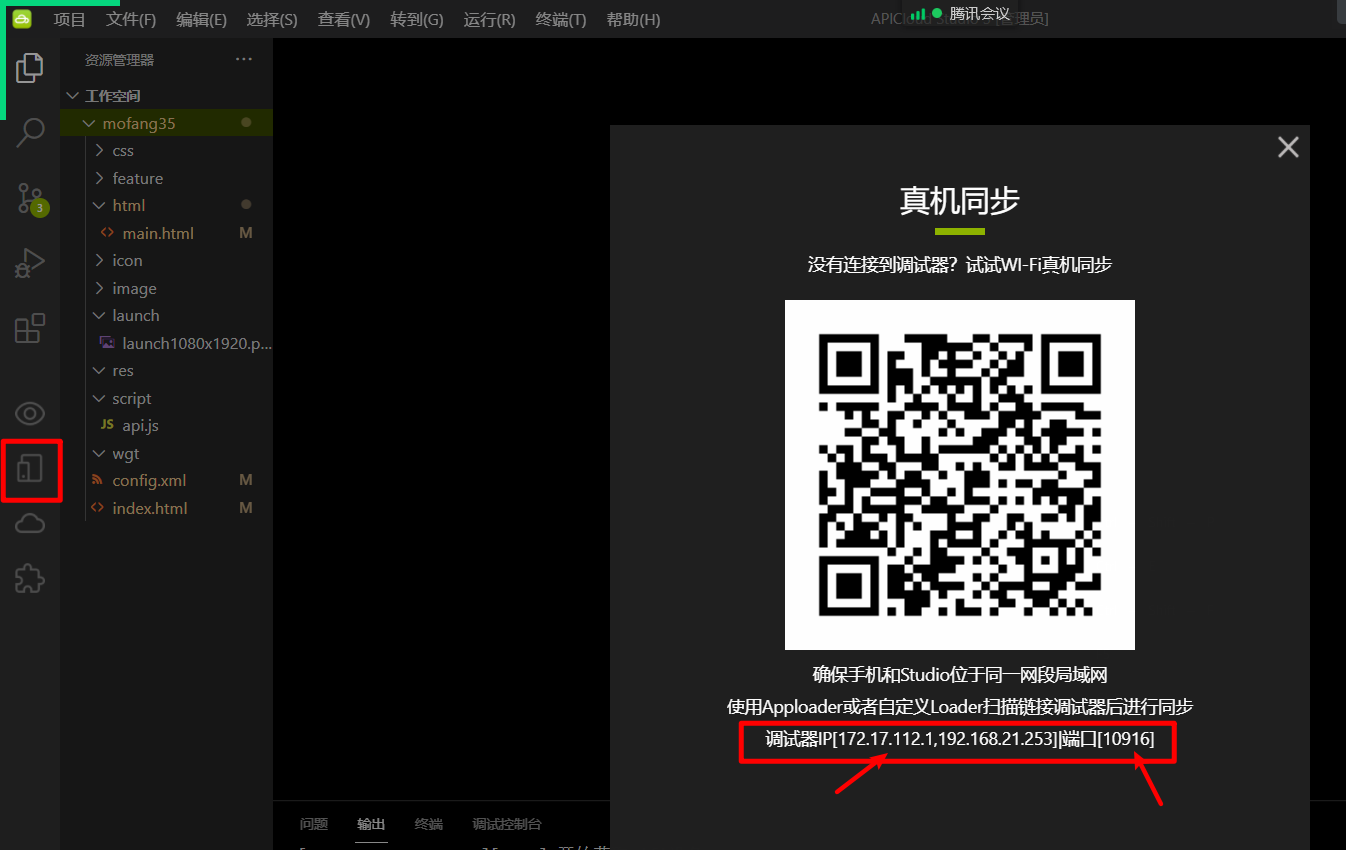 项目 文件(F) 编辑(E) 选择(S) 查看(V) 转到(G) 运行(R) 终端(T) 帮助(H)
腾讯会议
资源管理器
工作空间
mofang35
css
feature
html
main.html M
icon
image
launch
launch1080x1920.p...
res
script
JS api.js
wgt
config.xml M
index.html M
3
真机同步
没有连接到调试器？试试WI-Fi真机同步
确保手机和Studio位于同一网段局域网
使用Apploader或者自定义Loader扫描链接调试器后进行同步
调试器IP[172.17.112.1,192.168.21.253]|端口[10916]
问题 输出 终端 调试控制台